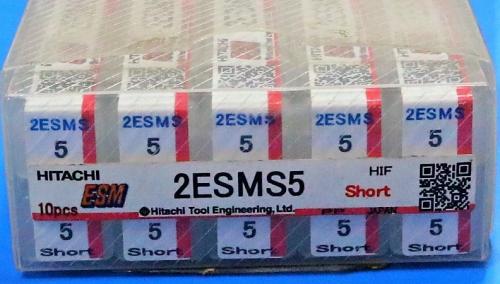 2ESMS 2ESMS 2ESMS 2ESMS 2ESMS
5 5 5 5 5
HITACHI ESM 2ESMS5 HIF
Short
10pcs Hitachi Tool Engineering, Ltd.
JAPAN
5 5 5 5 5
Short Short Short Short Short